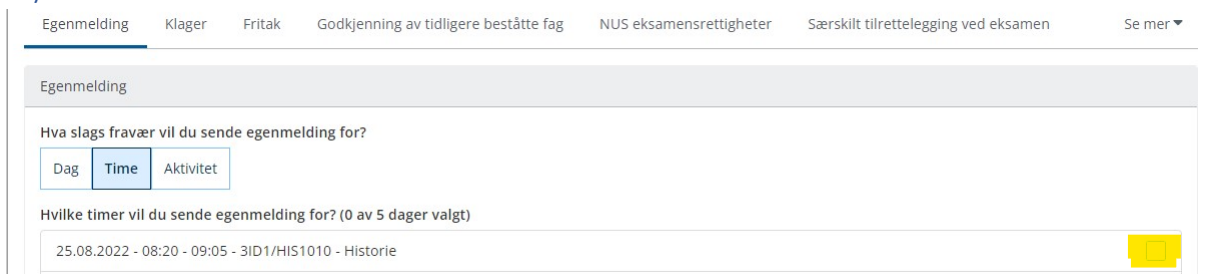 Egenmelding Klager Fritak Godkjenning av tidligere beståtte fag NUS eksamensrettigheter Særskilt tilrettelegging ved eksamen Se mer
Egenmelding
Hva slags fravær vil du sende egenmelding for?
Dag Time Aktivitet
Hvilke timer vil du sende egenmelding for? (0 av 5 dager valgt)
25.08.2022 - 08:20 - 09:05 - 3ID1/HIS1010 - Historie